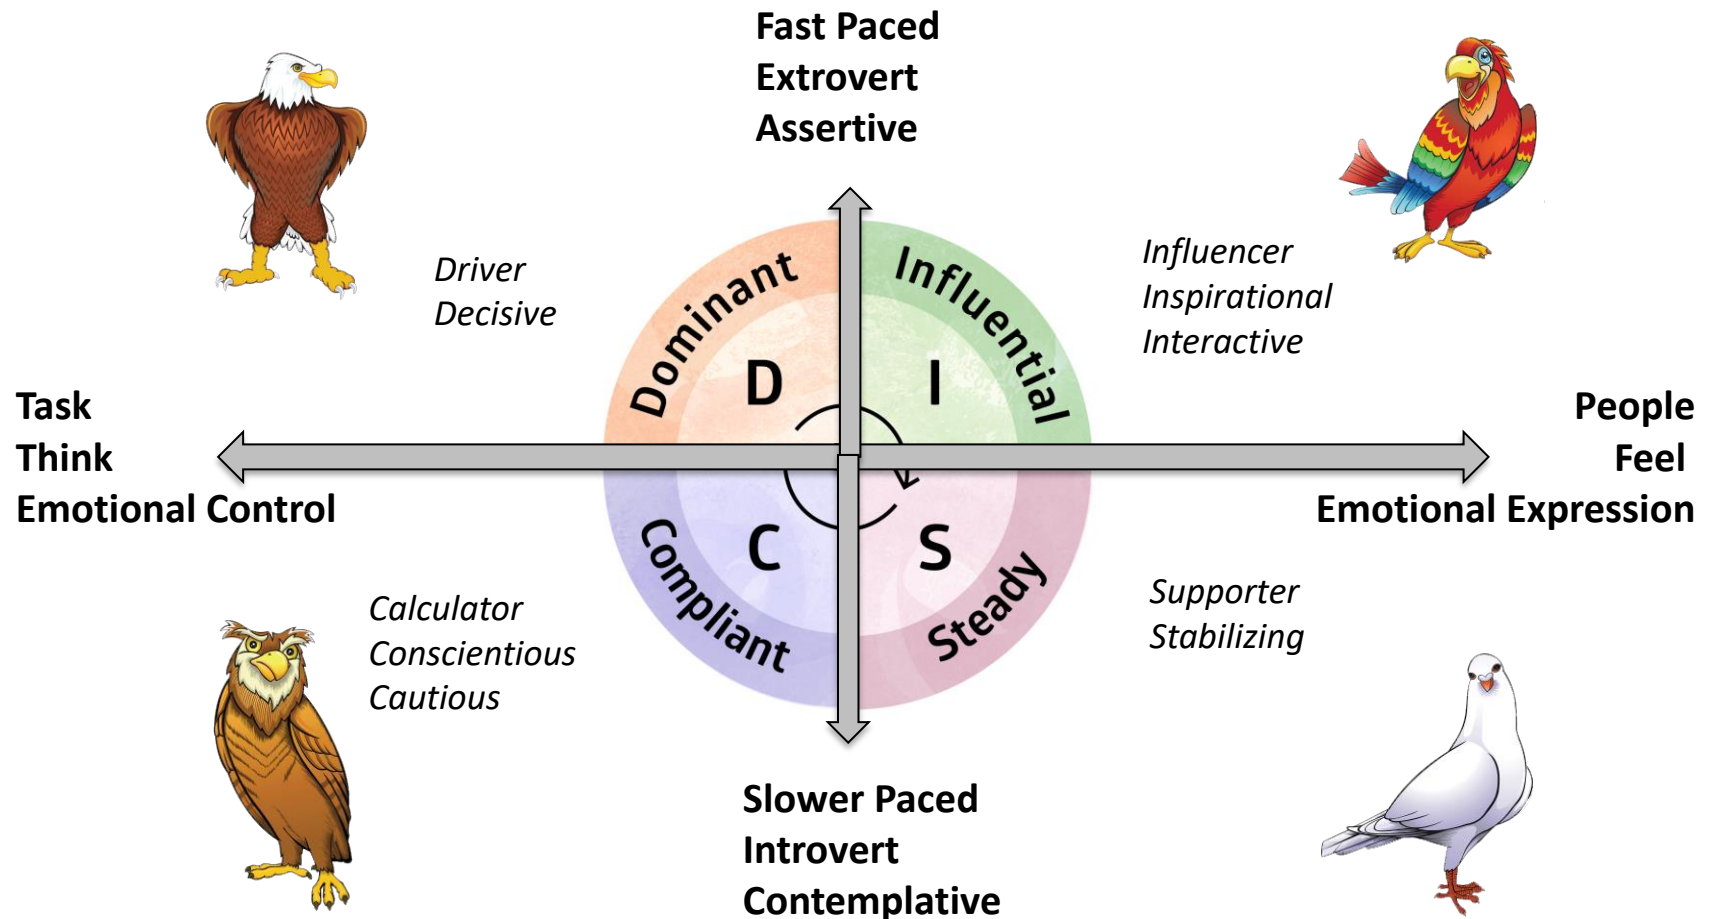 Fast Paced
Extrovert
Assertive
Driver
Decisive
Influencer
Inspirational
Interactive
Dominant
Influential
D
I
Task
Think
Emotional Control
People
Feel
Emotional Expression
C
S
Compliant
Steady
Calculator
Conscientious
Cautious
Supporter
Stabilizing
Slower Paced
Introvert
Contemplative